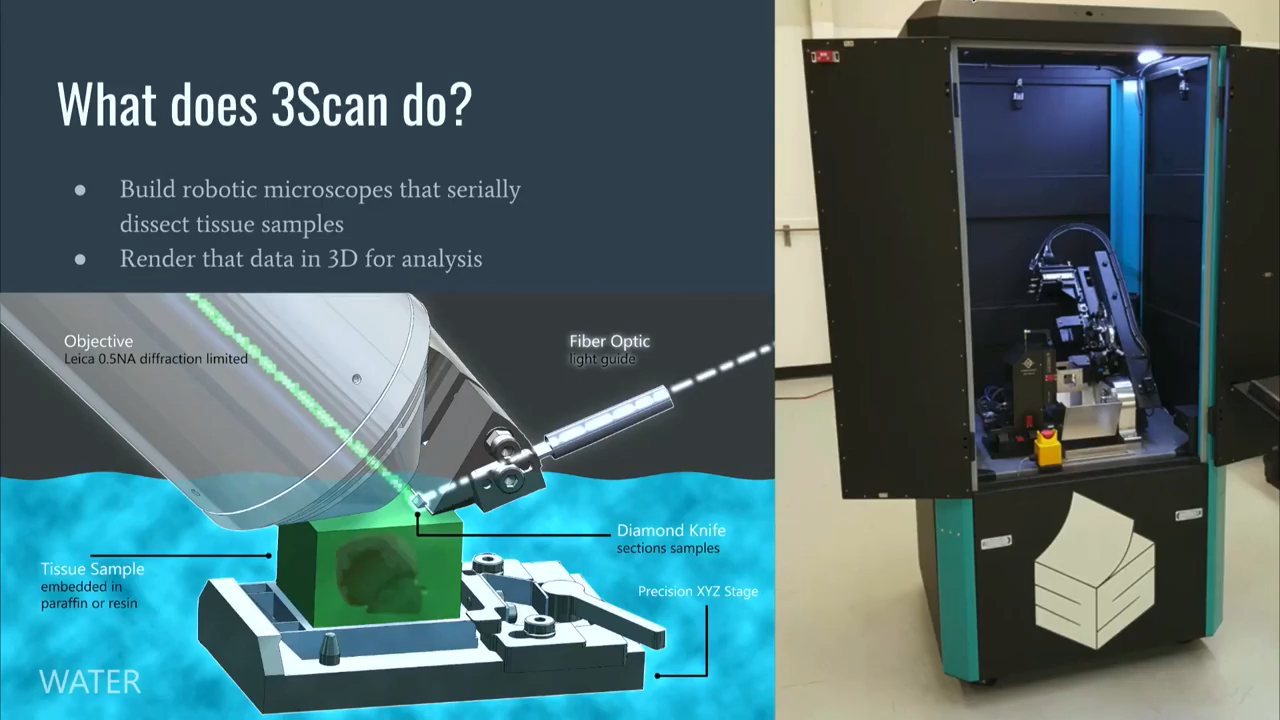 What does 3Scan do?
● Build robotic microscopes that serially
dissect tissue samples
● Render that data in 3D for analysis
Objective
Leica 0.5NA diffraction limited
Fiber Optic
light guide
Diamond Knife
sections samples
Tissue Sample
embedded in
paraffin or resin
Precision XYZ Stage
WATER